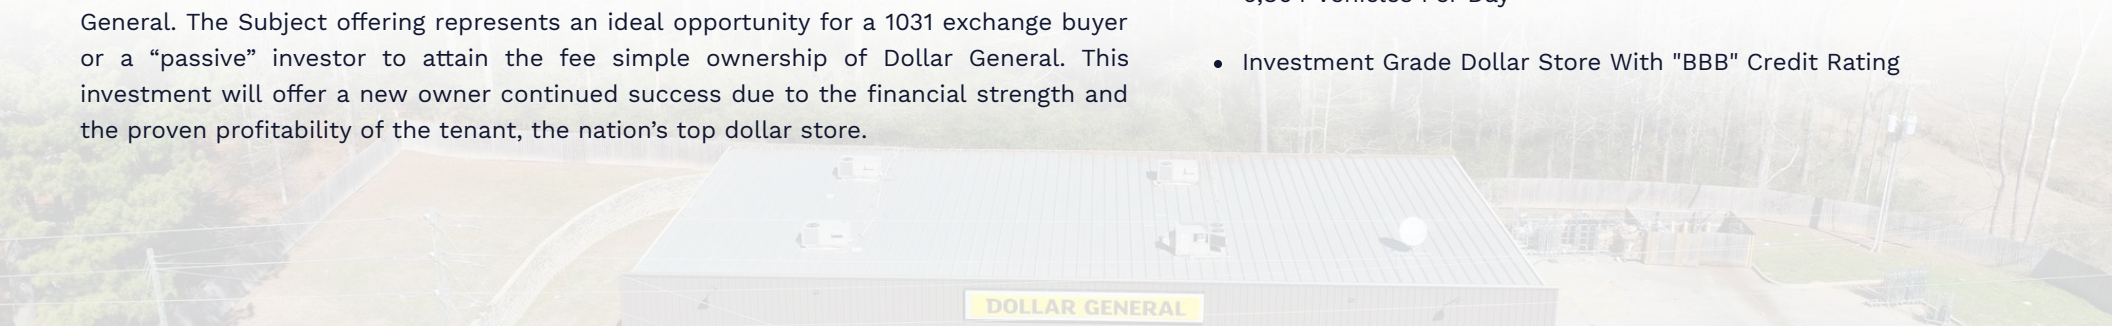 General. The Subject offering represents an ideal opportunity for a 1031 exchange buyer
or a “passive” investor to attain the fee simple ownership of Dollar General. This
investment will offer a new owner continued success due to the financial strength and
the proven profitability of the tenant, the nation’s top dollar store.
Vehicles Per Day
• Investment Grade Dollar Store With "BBB" Credit Rating
DOLLAR GENERAL